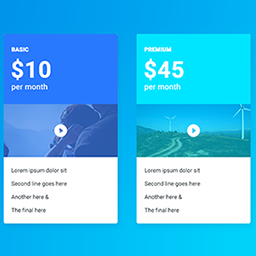 BASIC
$10
per month
Lorem ipsum dolor sit
Second line goes here
Another here &
The final here
PREMIUM
$45
per month
Lorem ipsum dolor sit
Second line goes here
Another here &
The final here